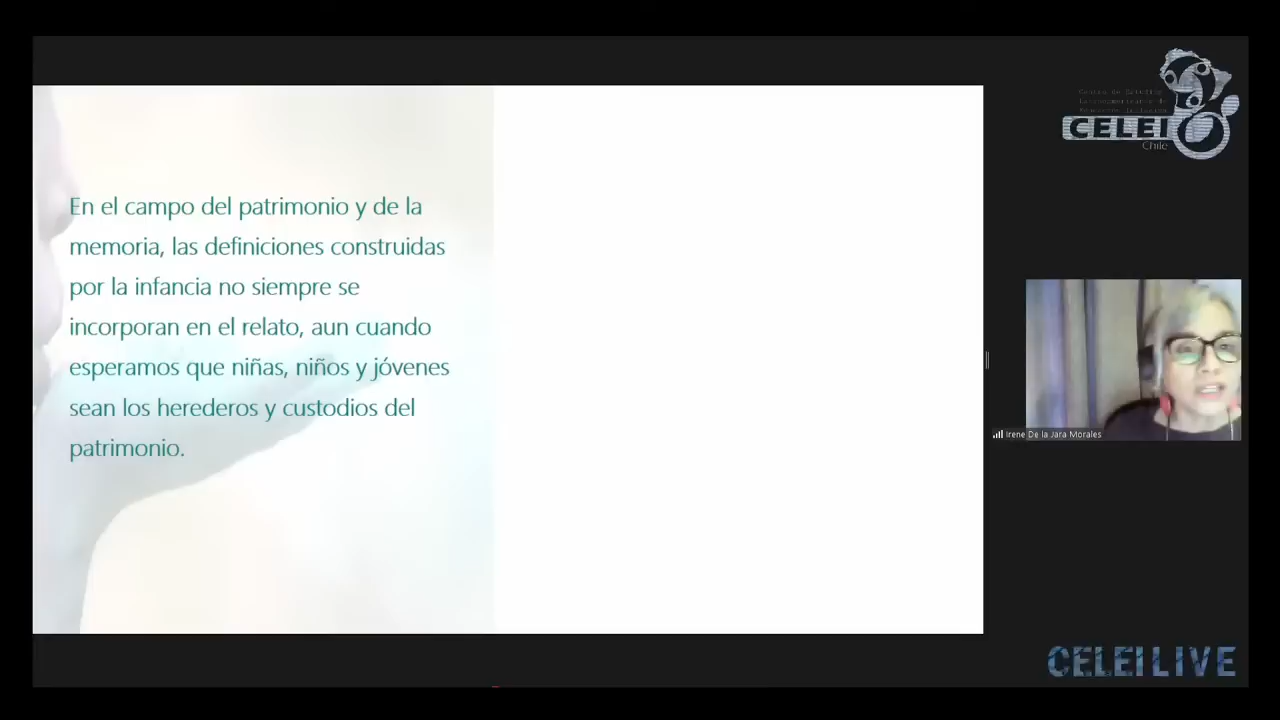 En el campo del patrimonio y de la
memoria, las definiciones construidas
por la infancia no siempre se
incorporan en el relato, aun cuando
esperamos que niñas, niños y jóvenes
sean los herederos y custodios del
patrimonio.
CELEI
Chile
Irene De la Jara Morales
CELEI LIVE